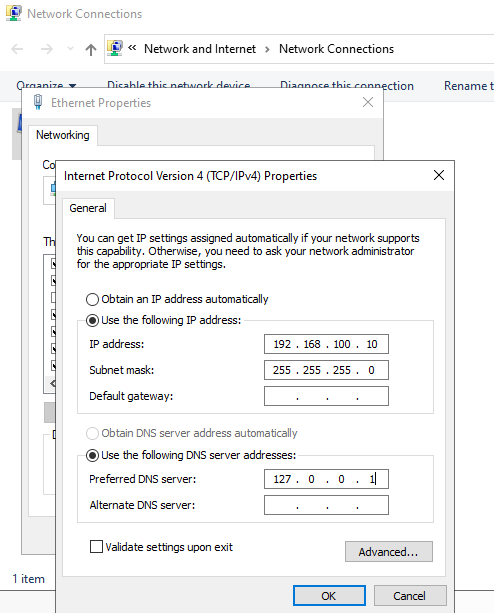 Network Connections
« Network and Internet > Network Connections
Organize Disable this network device Diagnose this connection Rename t
Ethernet Properties
Networking
Co
Internet Protocol Version 4 (TCP/IPv4) Properties
General
You can get IP settings assigned automatically if your network supports
this capability. Otherwise, you need to ask your network administrator
for the appropriate IP settings.
Th
Obtain an IP address automatically
Use the following IP address:
IP address: 192 . 168 . 100 . 10
Subnet mask: 255 . 255 . 255 . 0
Default gateway: . . .
Obtain DNS server address automatically
Use the following DNS server addresses:
Preferred DNS server: 127 . 0 . 0 . 1
Alternate DNS server: . . .
Validate settings upon exit
Advanced...
1 item
OK Cancel